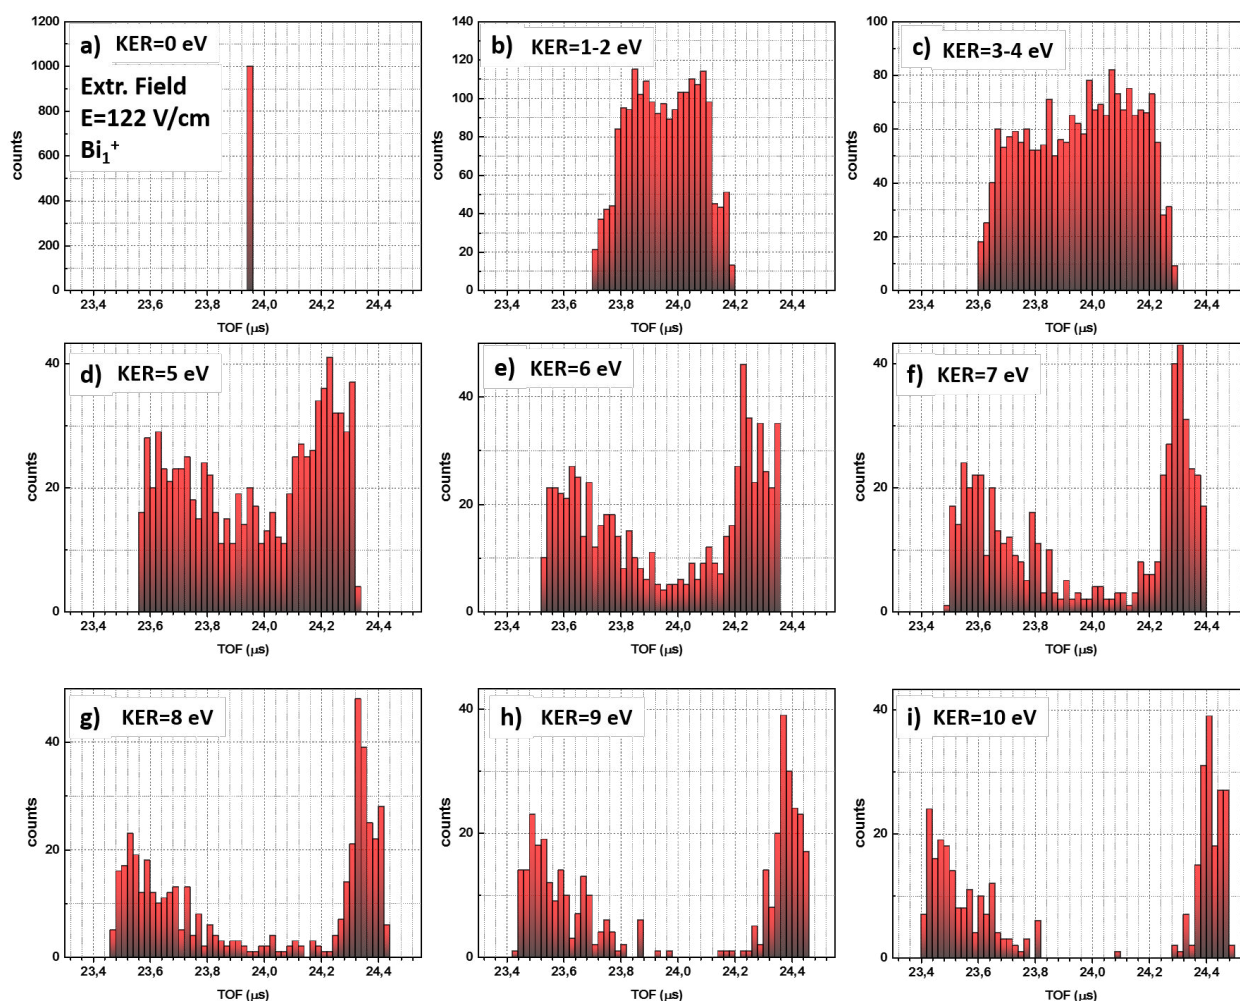 a) KER=0 eV
Extr. Field
E=122 V/cm
Bi₁⁺
counts
1200
1000
800
600
400
200
0
23,4 23,6 23,8 24,0 24,2 24,4
TOF (μs)
b) KER=1-2 eV
counts
140
120
100
80
60
40
20
0
23,4 23,6 23,8 24,0 24,2 24,4
TOF (μs)
c) KER=3-4 eV
counts
100
80
60
40
20
0
23,4 23,6 23,8 24,0 24,2 24,4
TOF (μs)
d) KER=5 eV
counts
40
20
0
23,4 23,6 23,8 24,0 24,2 24,4
TOF (μs)
e) KER=6 eV
counts
40
20
0
23,4 23,6 23,8 24,0 24,2 24,4
TOF (μs)
f) KER=7 eV
counts
40
20
0
23,4 23,6 23,8 24,0 24,2 24,4
TOF (μs)
g) KER=8 eV
counts
40
20
0
23,4 23,6 23,8 24,0 24,2 24,4
TOF (μs)
h) KER=9 eV
counts
40
20
0
23,4 23,6 23,8 24,0 24,2 24,4
TOF (μs)
i) KER=10 eV
counts
40
20
0
23,4 23,6 23,8 24,0 24,2 24,4
TOF (μs)